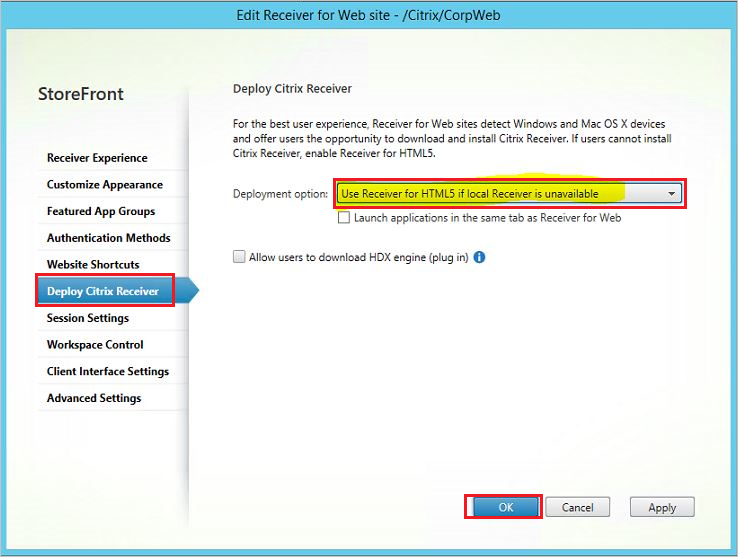 Edit Receiver for Web site - /Citrix/CorpWeb
StoreFront
Receiver Experience
Customize Appearance
Featured App Groups
Authentication Methods
Website Shortcuts
Deploy Citrix Receiver
Session Settings
Workspace Control
Client Interface Settings
Advanced Settings
Deploy Citrix Receiver
For the best user experience, Receiver for Web sites detect Windows and Mac OS X devices
and offer users the opportunity to download and install Citrix Receiver. If users cannot install
Citrix Receiver, enable Receiver for HTML5.
Deployment option: Use Receiver for HTML5 if local Receiver is unavailable
Launch applications in the same tab as Receiver for Web
Allow users to download HDX engine (plug in)
OK Cancel Apply